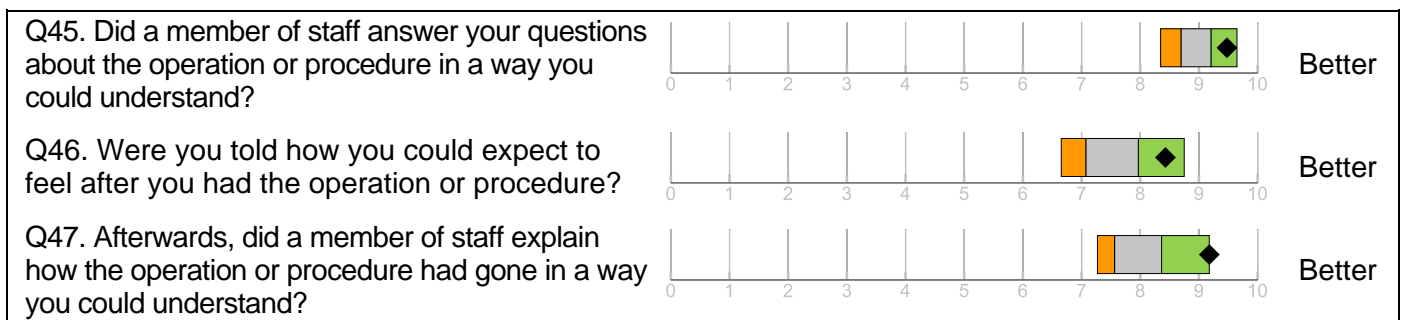 Q45. Did a member of staff answer your questions
about the operation or procedure in a way you
could understand?
0 1 2 3 4 5 6 7 8 9 10
Better
Q46. Were you told how you could expect to
feel after you had the operation or procedure?
0 1 2 3 4 5 6 7 8 9 10
Better
Q47. Afterwards, did a member of staff explain
how the operation or procedure had gone in a way
you could understand?
0 1 2 3 4 5 6 7 8 9 10
Better